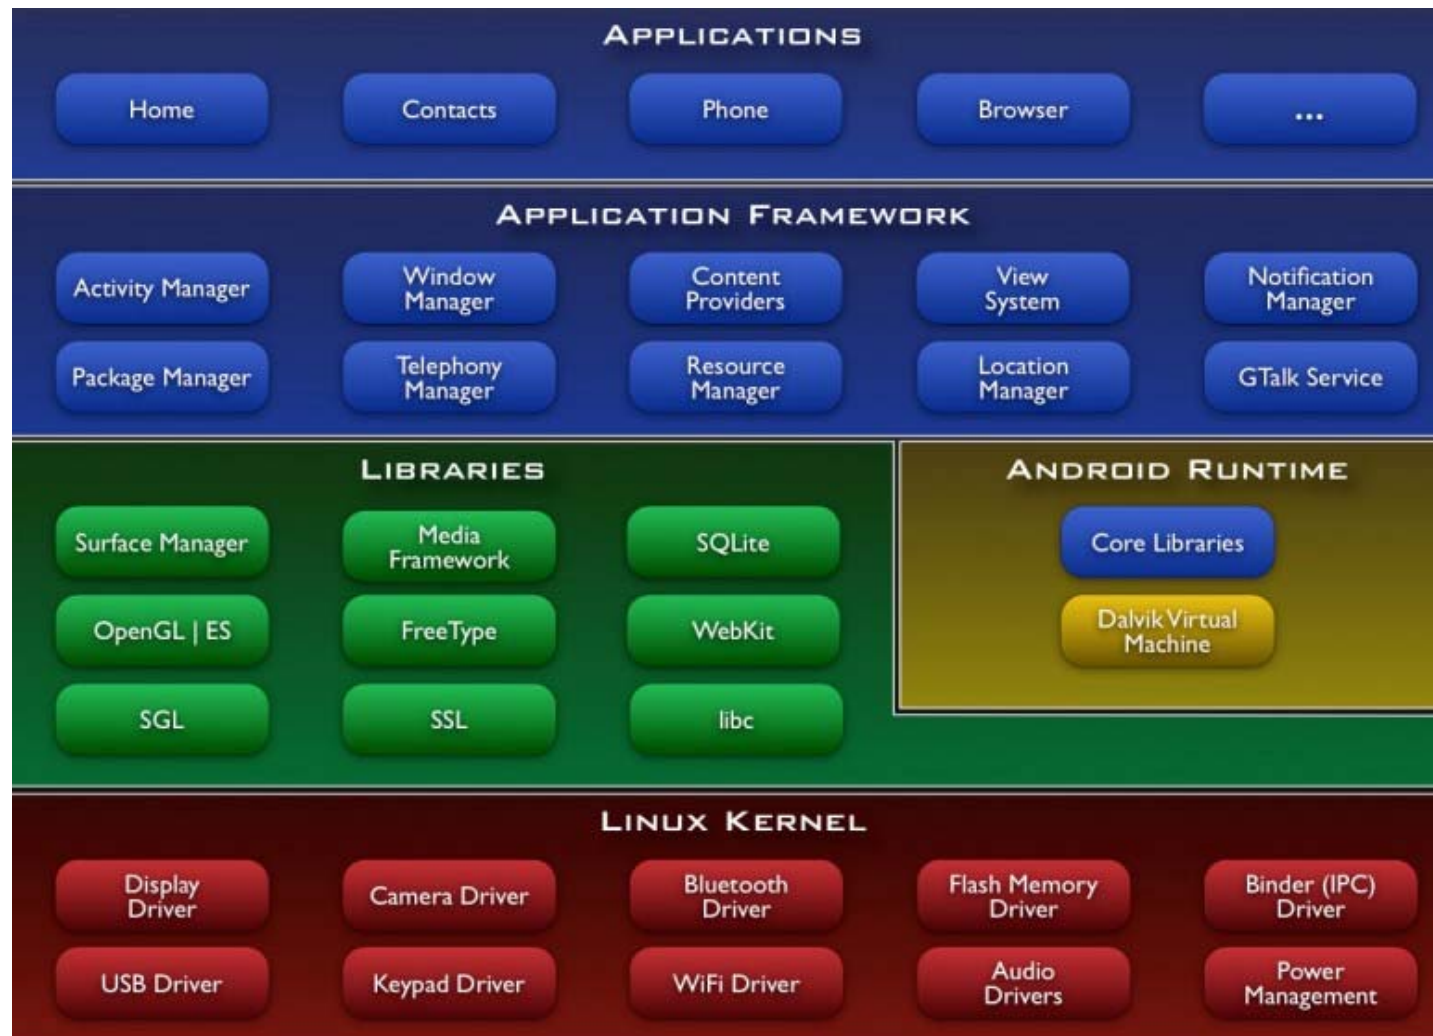 APPLICATIONS
Home
Contacts
Phone
Browser
...
APPLICATION FRAMEWORK
Activity Manager
Window
Manager
Content
Providers
View
System
Notification
Manager
Package Manager
Telephony
Manager
Resource
Manager
Location
Manager
GTalk Service
LIBRARIES
Surface Manager
Media
Framework
SQLite
OpenGL | ES
FreeType
WebKit
SGL
SSL
libc
ANDROID RUNTIME
Core Libraries
Dalvik Virtual
Machine
LINUX KERNEL
Display
Driver
Camera Driver
Bluetooth
Driver
Flash Memory
Driver
Binder (IPC)
Driver
USB Driver
Keypad Driver
WiFi Driver
Audio
Drivers
Power
Management